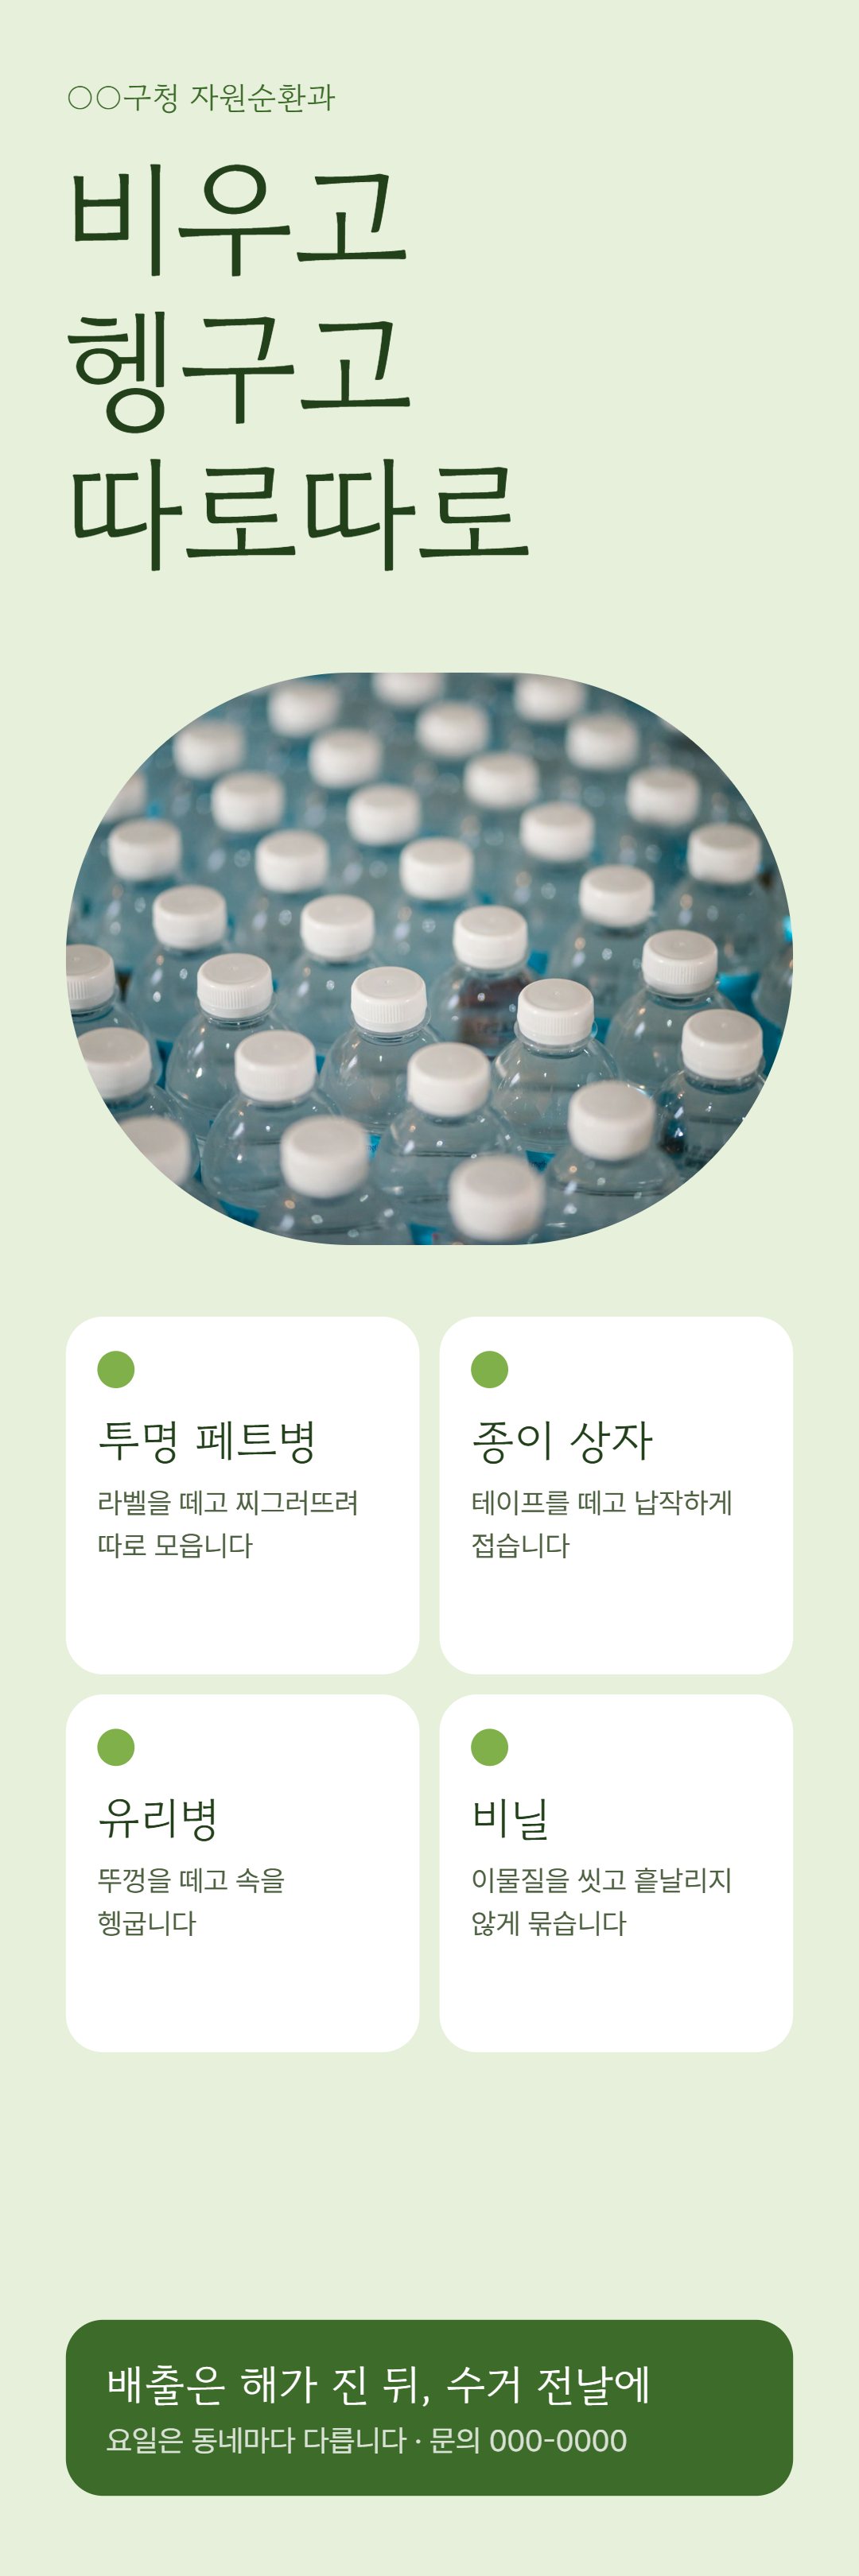 ○○구청 자원순환과
비우고
헹구고
따로따로
투명 페트병
라벨을 떼고 찌그러뜨려
따로 모읍니다
종이 상자
테이프를 떼고 납작하게
접습니다
유리병
뚜껑을 떼고 속을
헹굽니다
비닐
이물질을 씻고 흩날리지
않게 묶습니다
배출은 해가 진 뒤, 수거 전날에
요일은 동네마다 다릅니다 · 문의 000-0000